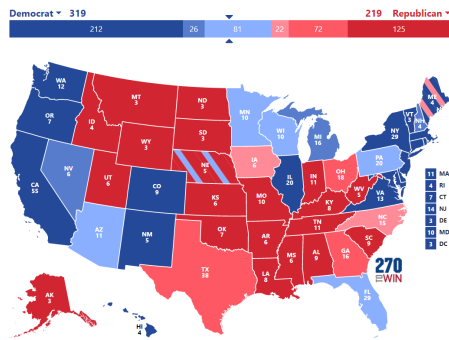 Democrat 319
219 Republican
212 26 81 22 72 125
WA
12
OR
7
CA
55
NV
6
ID
4
MT
3
WY
3
UT
6
AZ
11
CO
9
NM
5
ND
3
SD
3
NE
5
KS
6
OK
7
TX
38
MN
10
IA
6
MO
10
AR
6
LA
8
WI
10
IL
20
MI
16
IN
11
OH
18
KY
8
TN
11
MS
6
AL
9
GA
16
FL
29
SC
9
NC
15
VA
13
WV
5
PA
20
NY
29
VT
3
NH
4
ME
4
AK
3
HI
4
11 MA
4 RI
7 CT
14 NJ
3 DE
10 MD
3 DC
270
TO WIN